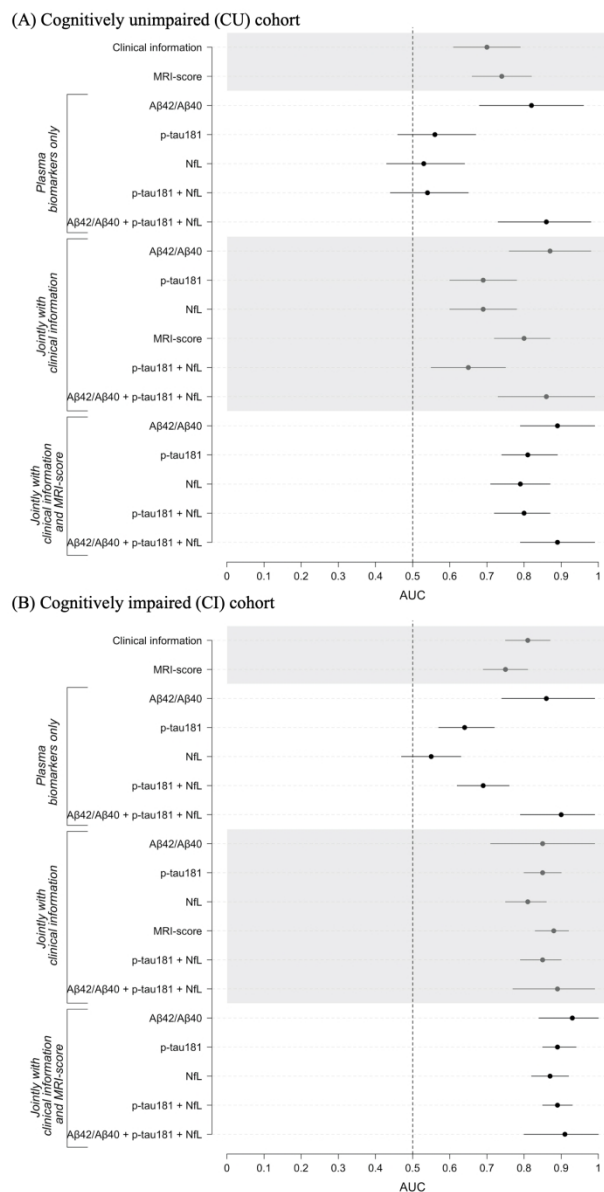 (A) Cognitively unimpaired (CU) cohort
Clinical information
MRI-score
Plasma
biomarkers only
Aβ42/Aβ40
p-tau181
NfL
p-tau181 + NfL
Aβ42/Aβ40 + p-tau181 + NfL
Jointly with
clinical information
Aβ42/Aβ40
p-tau181
NfL
MRI-score
p-tau181 + NfL
Aβ42/Aβ40 + p-tau181 + NfL
Jointly with
clinical information
and MRI-score
Aβ42/Aβ40
p-tau181
NfL
p-tau181 + NfL
Aβ42/Aβ40 + p-tau181 + NfL
0 0.1 0.2 0.3 0.4 0.5 0.6 0.7 0.8 0.9 1
AUC
(B) Cognitively impaired (CI) cohort
Clinical information
MRI-score
Plasma
biomarkers only
Aβ42/Aβ40
p-tau181
NfL
p-tau181 + NfL
Aβ42/Aβ40 + p-tau181 + NfL
Jointly with
clinical information
Aβ42/Aβ40
p-tau181
NfL
MRI-score
p-tau181 + NfL
Aβ42/Aβ40 + p-tau181 + NfL
Jointly with
clinical information
and MRI-score
Aβ42/Aβ40
p-tau181
NfL
p-tau181 + NfL
Aβ42/Aβ40 + p-tau181 + NfL
0 0.1 0.2 0.3 0.4 0.5 0.6 0.7 0.8 0.9 1
AUC